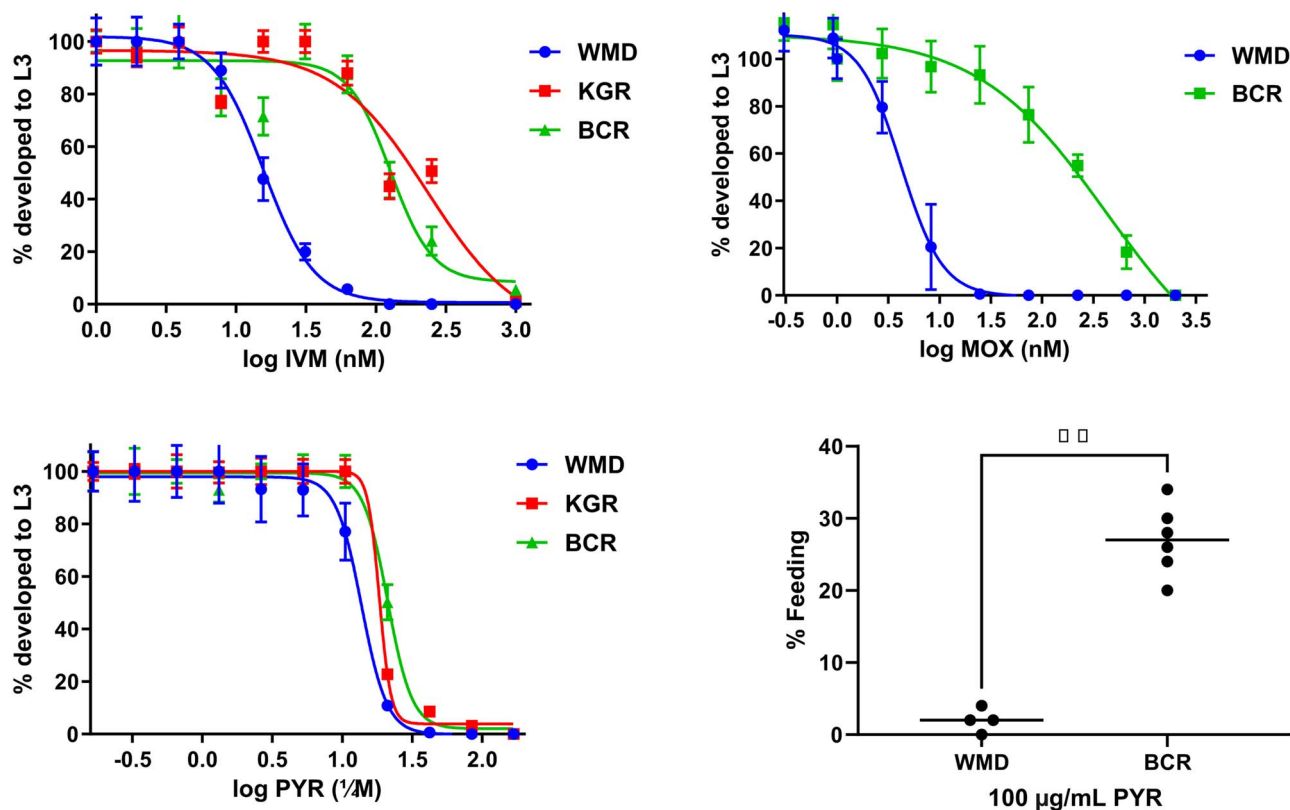 % developed to L3
100
80
60
40
20
0
0.0 0.5 1.0 1.5 2.0 2.5 3.0
log IVM (nM)
WMD
KGR
BCR
% developed to L3
100
80
60
40
20
0
-0.5 0.0 0.5 1.0 1.5 2.0 2.5 3.0 3.5
log MOX (nM)
WMD
BCR
% developed to L3
100
80
60
40
20
0
-0.5 0.0 0.5 1.0 1.5 2.0
log PYR (¼M)
WMD
KGR
BCR
% Feeding
40
30
20
10
0
□ □
WMD BCR
100 µg/mL PYR